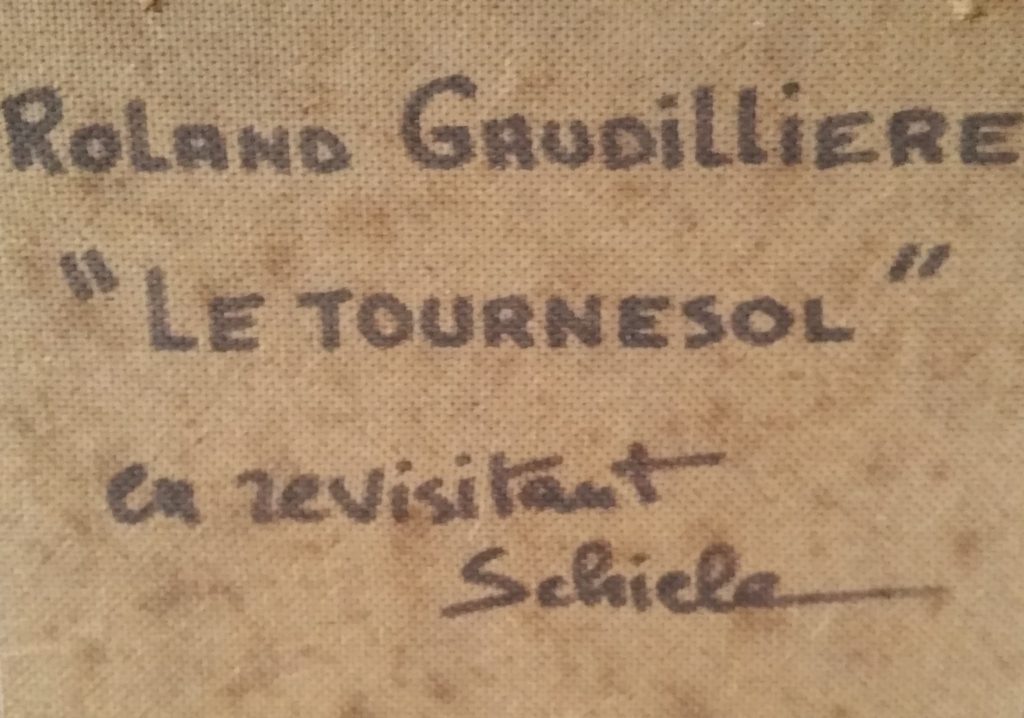 ROLAND GAUDILLIERE
" LE TOURNESOL "
en revisitant
Schiele